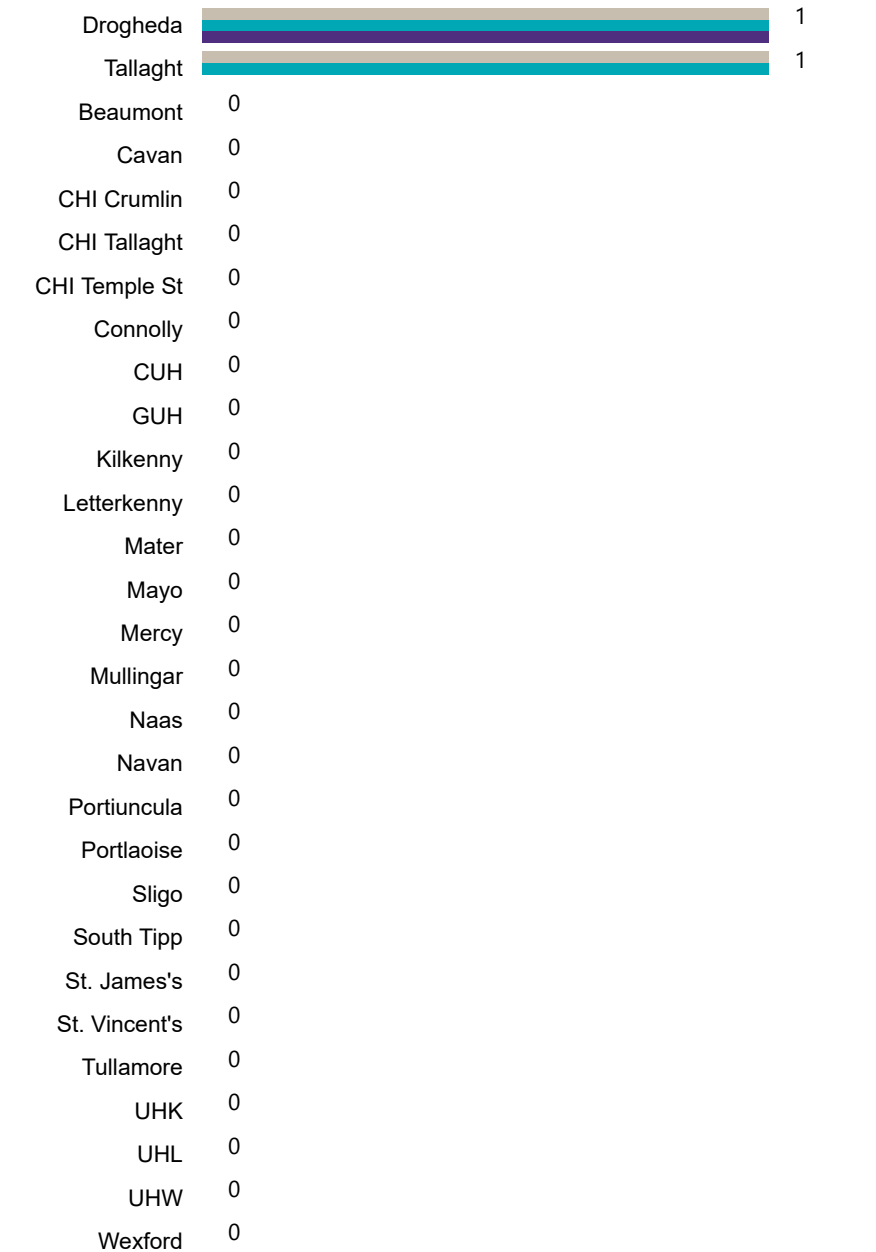 Drogheda 1
Tallaght 1
Beaumont 0
Cavan 0
CHI Crumlin 0
CHI Tallaght 0
CHI Temple St 0
Connolly 0
CUH 0
GUH 0
Kilkenny 0
Letterkenny 0
Mater 0
Mayo 0
Mercy 0
Mullingar 0
Naas 0
Navan 0
Portiuncula 0
Portlaoise 0
Sligo 0
South Tipp 0
St. James's 0
St. Vincent's 0
Tullamore 0
UHK 0
UHL 0
UHW 0
Wexford 0